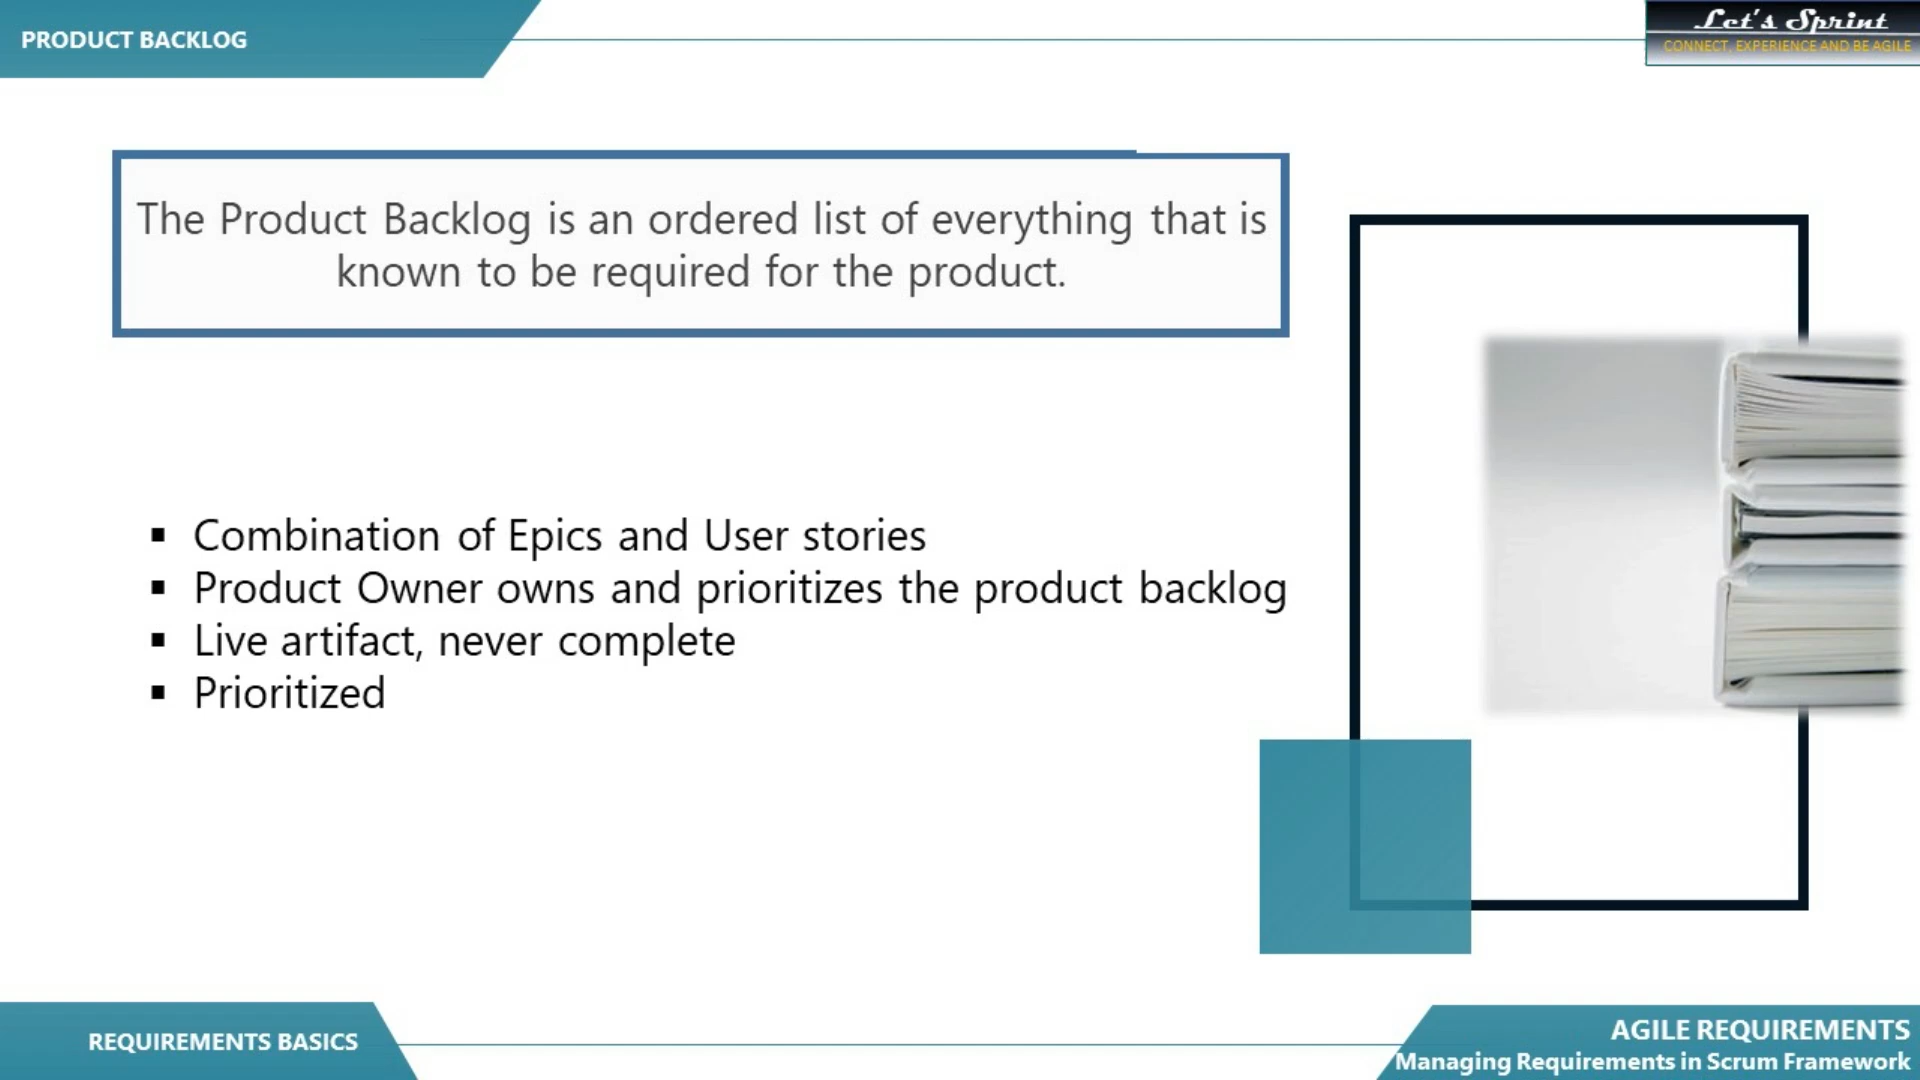 PRODUCT BACKLOG
Let's Sprint
CONNECT, EXPERIENCE AND BE AGILE
The Product Backlog is an ordered list of everything that is
known to be required for the product.
▪ Combination of Epics and User stories
▪ Product Owner owns and prioritizes the product backlog
▪ Live artifact, never complete
▪ Prioritized
REQUIREMENTS BASICS
AGILE REQUIREMENTS
Managing Requirements in Scrum Framework